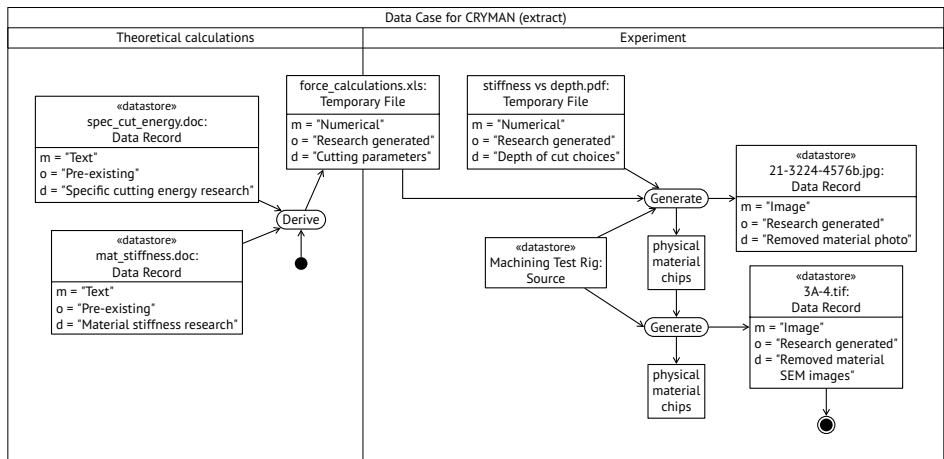 Data Case for CRYMAN (extract)
Theoretical calculations
Experiment
«datastore»
spec_cut_energy.doc:
Data Record
m = "Text"
o = "Pre-existing"
d = "Specific cutting energy research"
«datastore»
mat_stiffness.doc:
Data Record
m = "Text"
o = "Pre-existing"
d = "Material stiffness research"
Derive
force_calculations.xls:
Temporary File
m = "Numerical"
o = "Research generated"
d = "Cutting parameters"
stiffness vs depth.pdf:
Temporary File
m = "Numerical"
o = "Research generated"
d = "Depth of cut choices"
Generate
«datastore»
21-3224-4576b.jpg:
Data Record
m = "Image"
o = "Research generated"
d = "Removed material photo"
«datastore»
Machining Test Rig:
Source
physical
material
chips
Generate
«datastore»
3A-4.tif:
Data Record
m = "Image"
o = "Research generated"
d = "Removed material
SEM images"
physical
material
chips